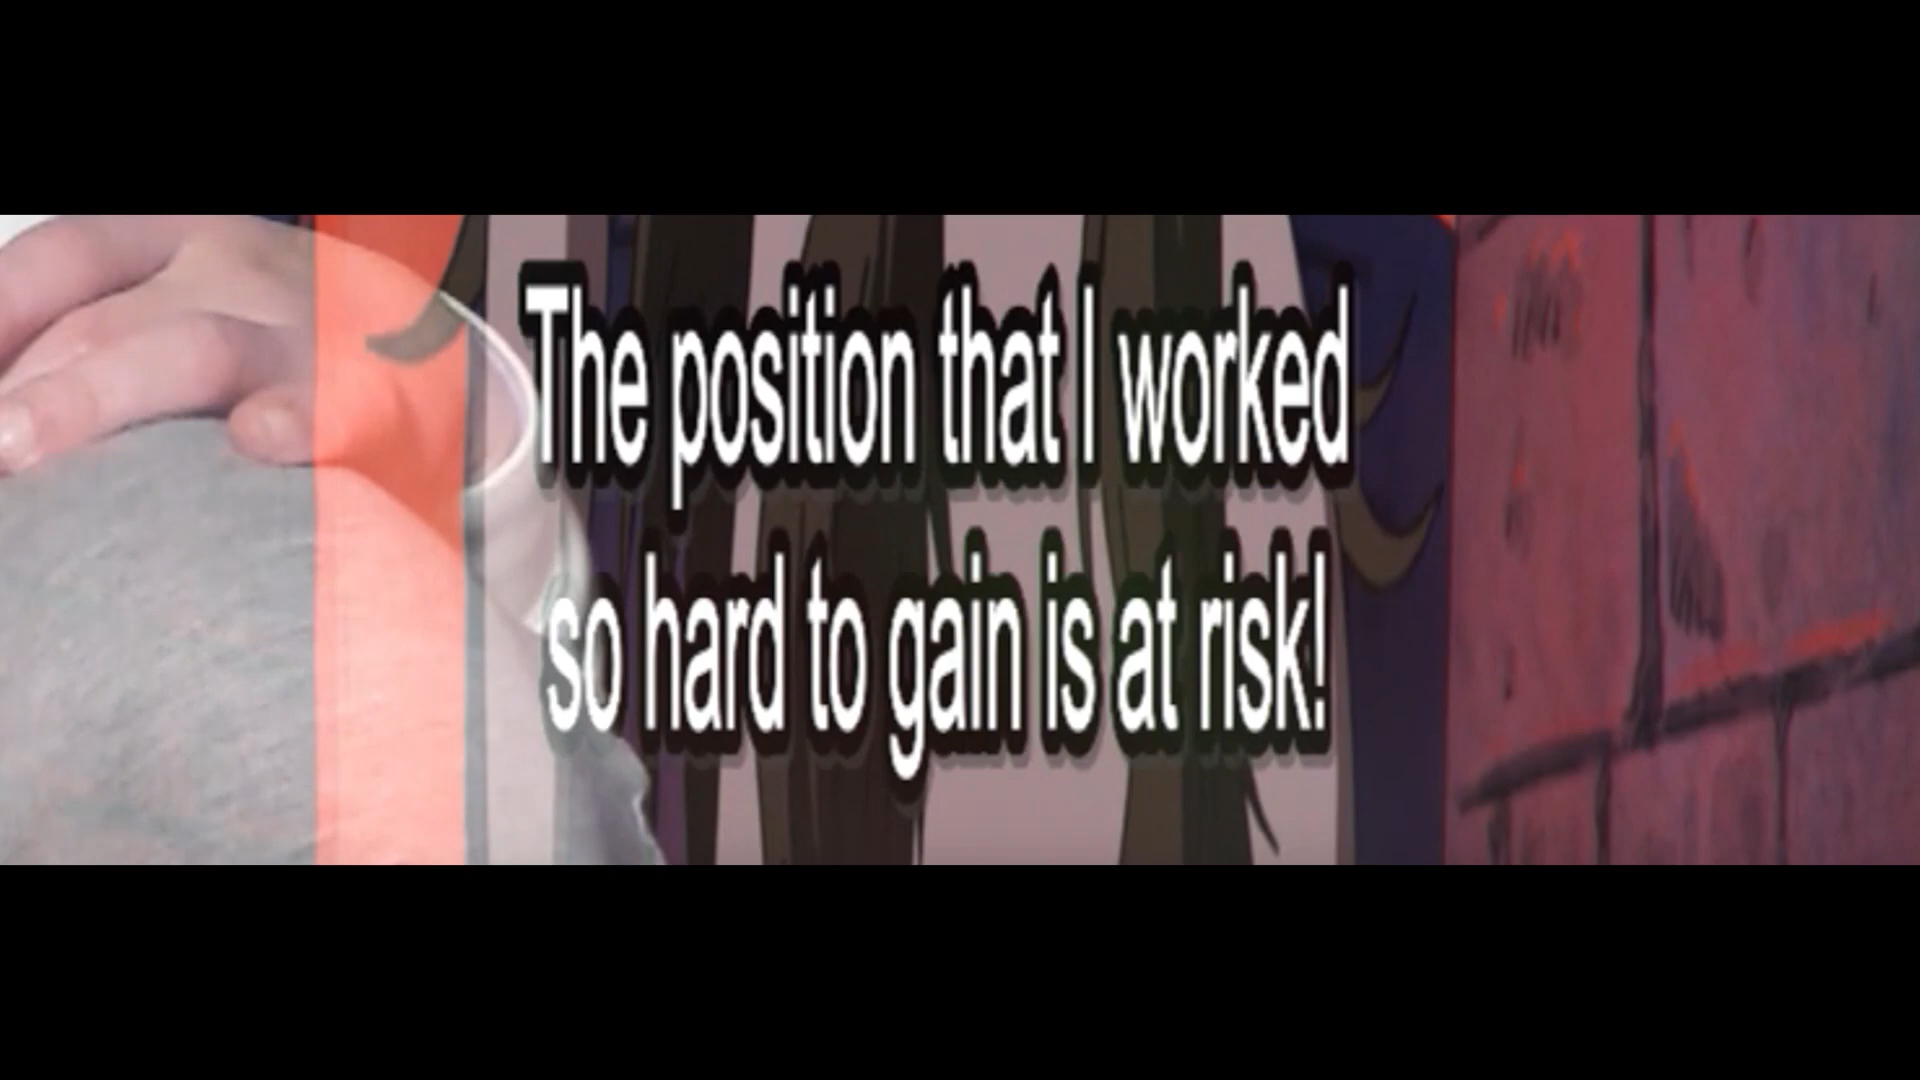 The position that I worked
so hard to gain is at risk!